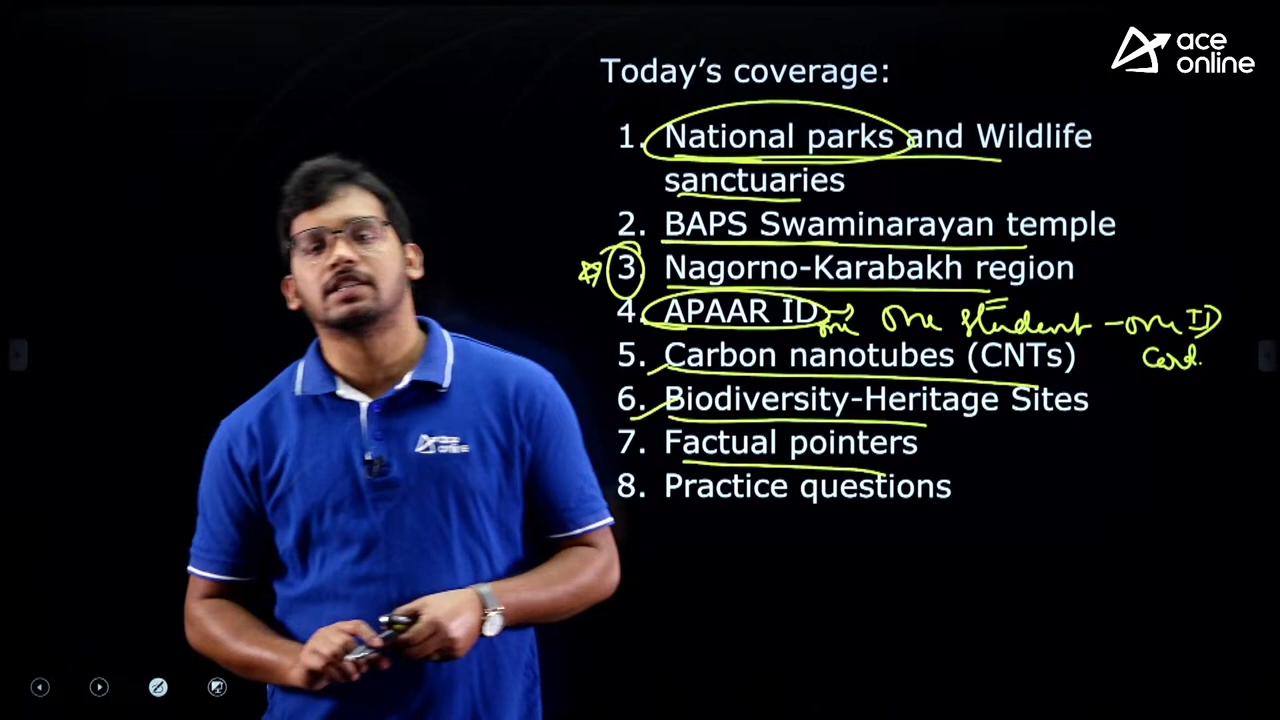 ace
online
Today's coverage:
1. National parks and Wildlife
sanctuaries
2. BAPS Swaminarayan temple
3. Nagorno-Karabakh region
4. APAAR ID → one student - one ID
Card.
5. Carbon nanotubes (CNTs)
6. Biodiversity-Heritage Sites
7. Factual pointers
8. Practice questions
ace
online